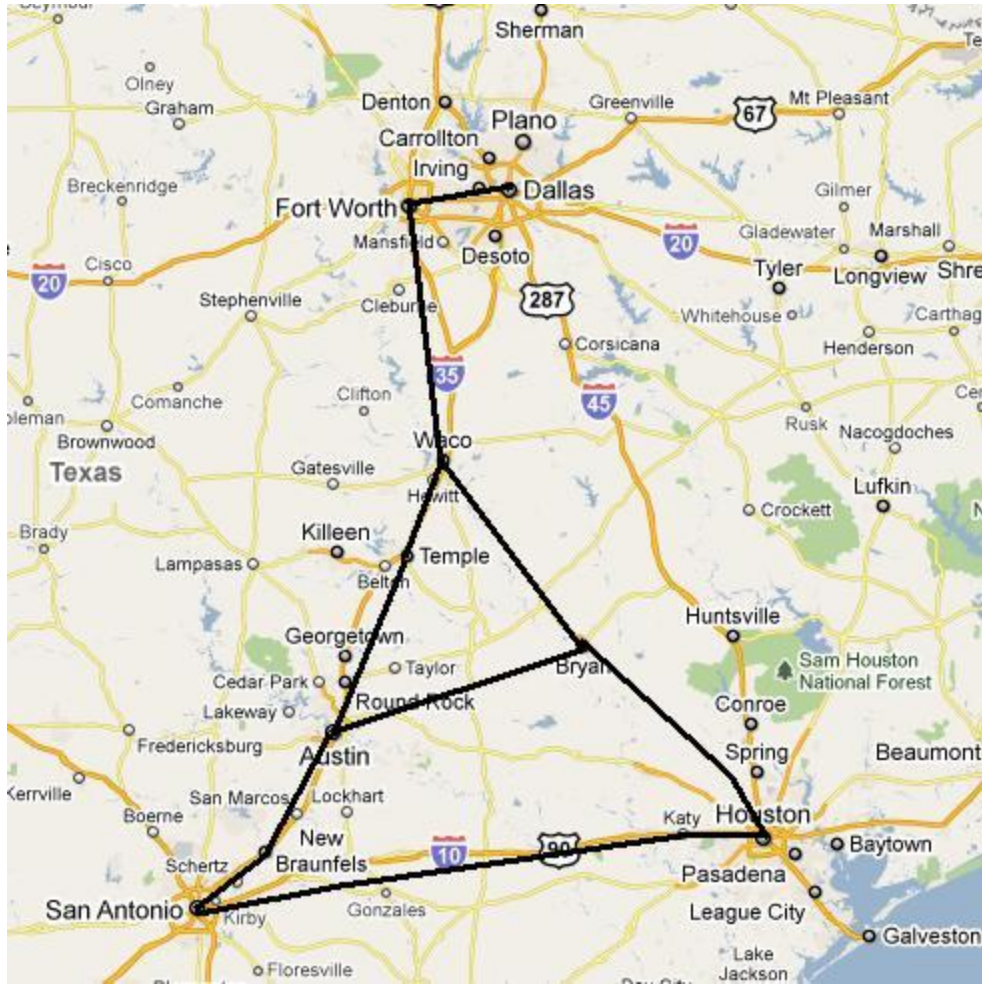 Sherman
Olney
Graham
Denton
Greenville
67
Mt Pleasant
Plano
Carrollton
Irving
Breckenridge
Dallas
Gilmer
Fort Worth
Mansfield
Desoto
20
Gladewater
Marshall
Cisco
20
Tyler
Longview
Stephenville
Cleburne
287
Whitehouse
Corsicana
Henderson
35
45
Clifton
Comanche
Rusk
Brownwood
Nacogdoches
Waco
Texas
Gatesville
Hewitt
Lufkin
Crockett
Brady
Killeen
Temple
Lampasas
Belton
Huntsville
Georgetown
Bryan
Sam Houston
National Forest
Cedar Park
Taylor
Round Rock
Lakeway
Conroe
Fredericksburg
Austin
Spring
Beaumont
Kerrville
San Marcos
Lockhart
Boerne
Katy
Houston
New
Braunfels
10
90
Baytown
Schertz
Pasadena
San Antonio
Kirby
Gonzales
League City
Galveston
Lake
Jackson
Floresville